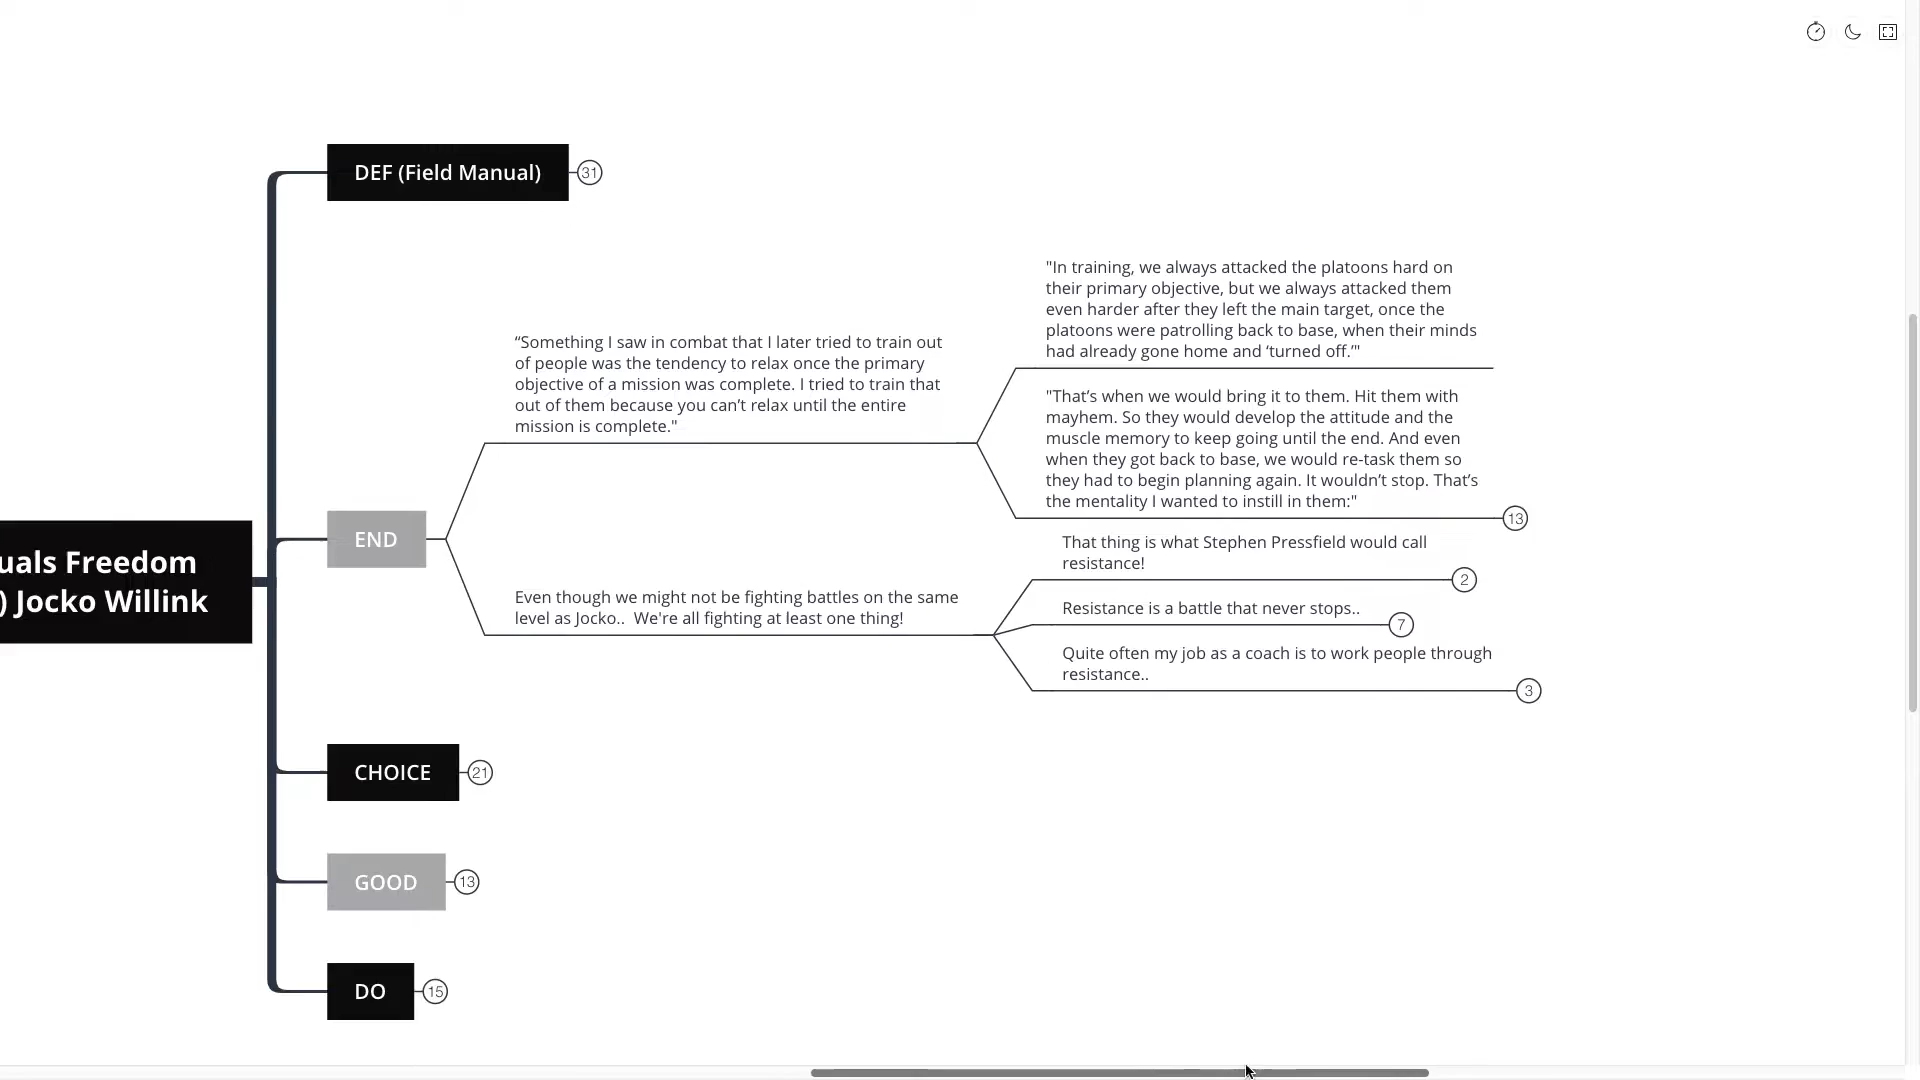 DEF (Field Manual)
31
"In training, we always attacked the platoons hard on
their primary objective, but we always attacked them
even harder after they left the main target, once the
platoons were patrolling back to base, when their minds
had already gone home and ‘turned off.’"
“Something I saw in combat that I later tried to train out
of people was the tendency to relax once the primary
objective of a mission was complete. I tried to train that
out of them because you can’t relax until the entire
mission is complete."
"That’s when we would bring it to them. Hit them with
mayhem. So they would develop the attitude and the
muscle memory to keep going until the end. And even
when they got back to base, we would re-task them so
they had to begin planning again. It wouldn’t stop. That’s
the mentality I wanted to instill in them:"
13
END
That thing is what Stephen Pressfield would call
resistance!
2
uals Freedom
) Jocko Willink
Even though we might not be fighting battles on the same
level as Jocko..  We're all fighting at least one thing!
Resistance is a battle that never stops..
7
Quite often my job as a coach is to work people through
resistance..
3
CHOICE
21
GOOD
13
DO
15